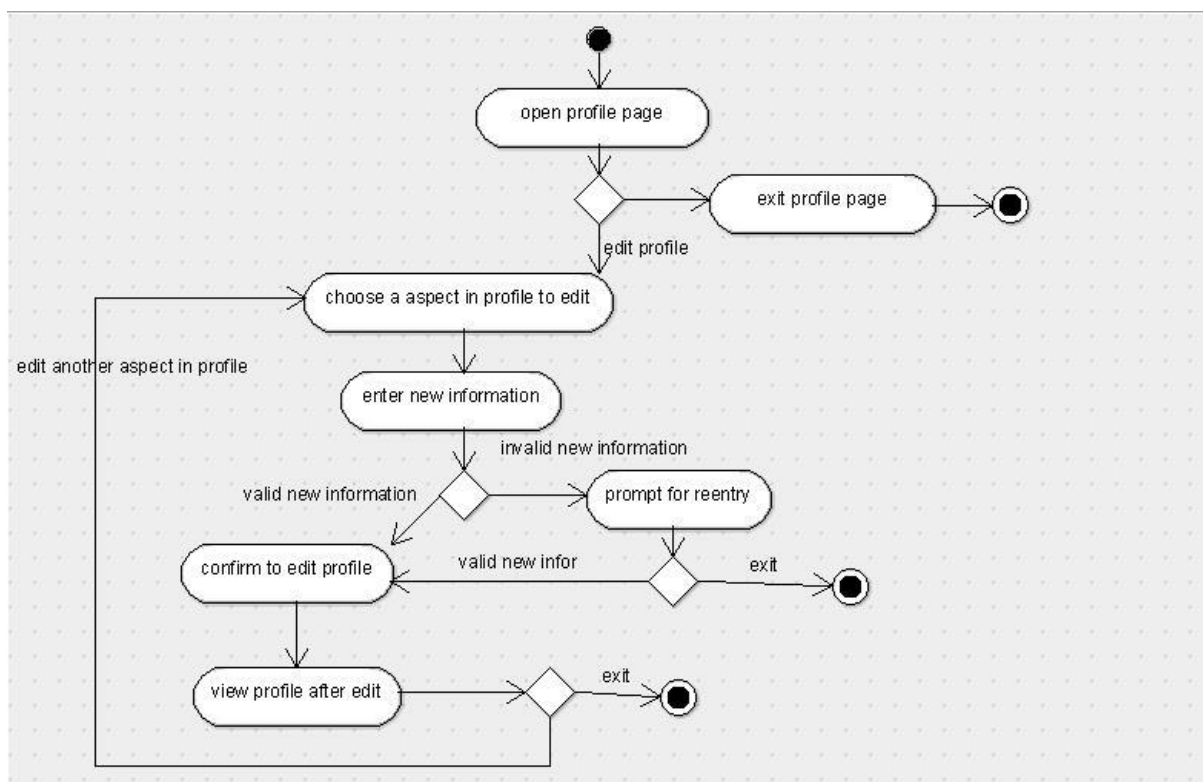 open profile page
exit profile page
edit profile
choose a aspect in profile to edit
edit another aspect in profile
enter new information
invalid new information
valid new information
prompt for reentry
confirm to edit profile
valid new infor
exit
view profile after edit
exit